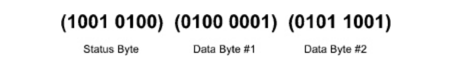 (1001 0100) (0100 0001) (0101 1001)
Status Byte Data Byte #1 Data Byte #2